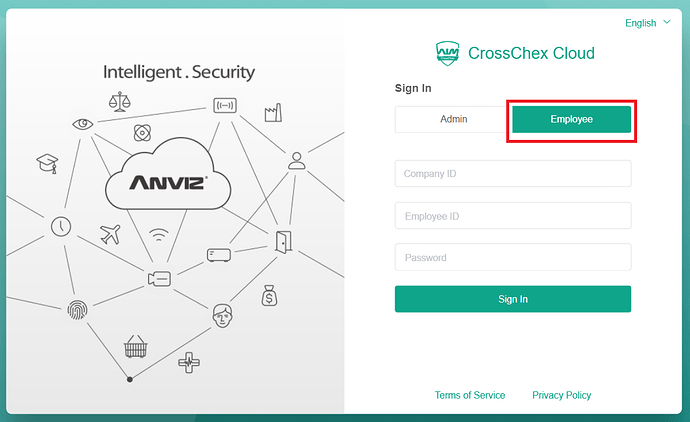 English
Intelligent . Security
ANVIZ
CrossChex Cloud
Sign In
Admin
Employee
Company ID
Employee ID
Password
Sign In
Terms of Service
Privacy Policy